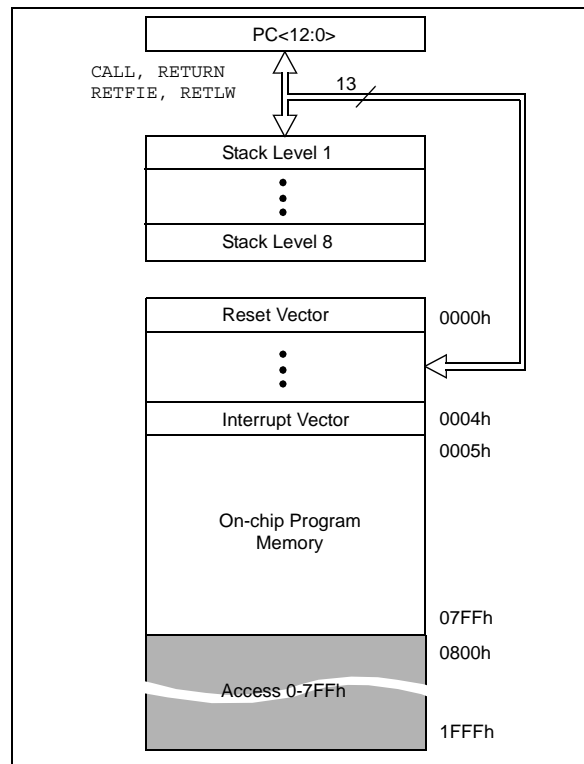 PC<12:0>
CALL, RETURN
RETFIE, RETLW
13
Stack Level 1
Stack Level 8
Reset Vector
0000h
Interrupt Vector
0004h
0005h
On-chip Program
Memory
07FFh
0800h
Access 0-7FFh
1FFFh